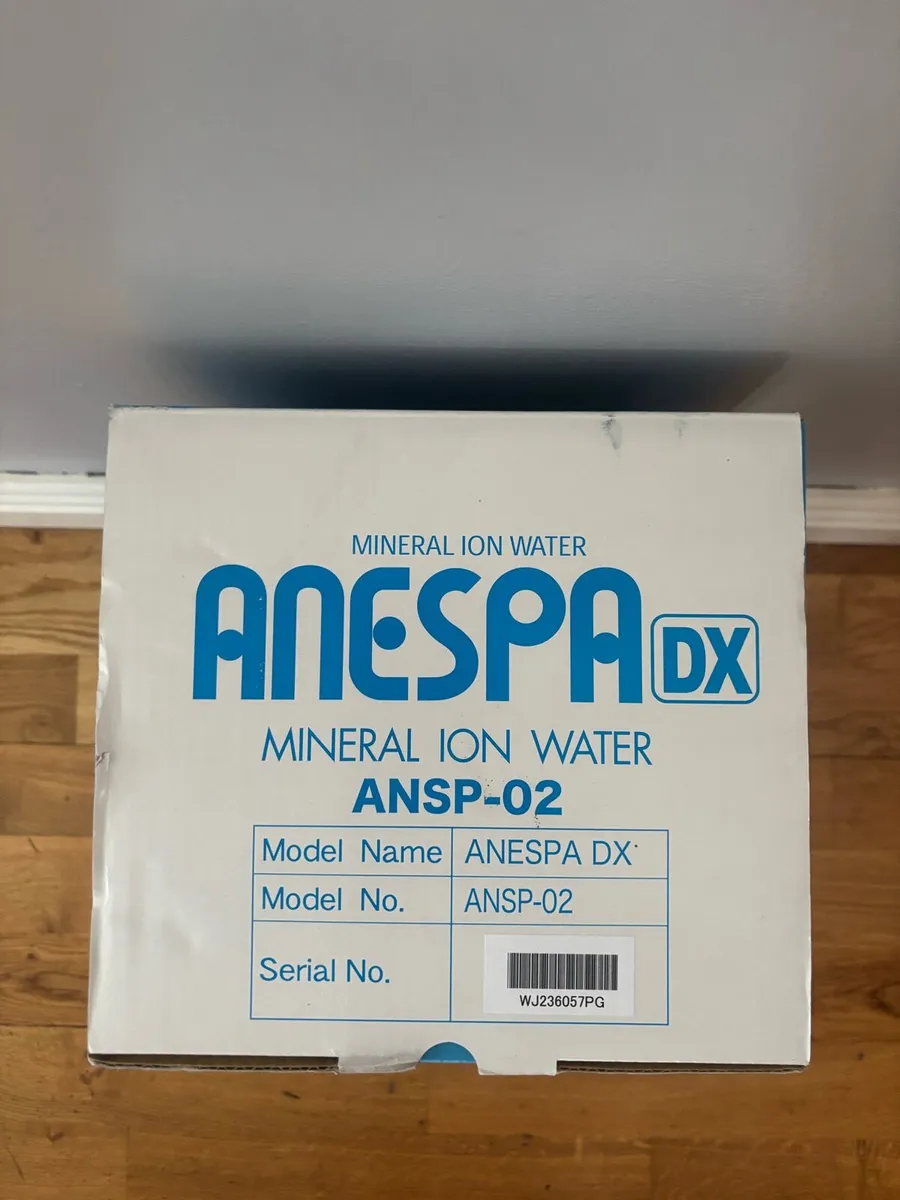 MINERAL ION WATER
ANESPA DX
MINERAL ION WATER
ANSP-02
Model Name ANESPA DX
Model No. ANSP-02
Serial No.
WJ236057PG